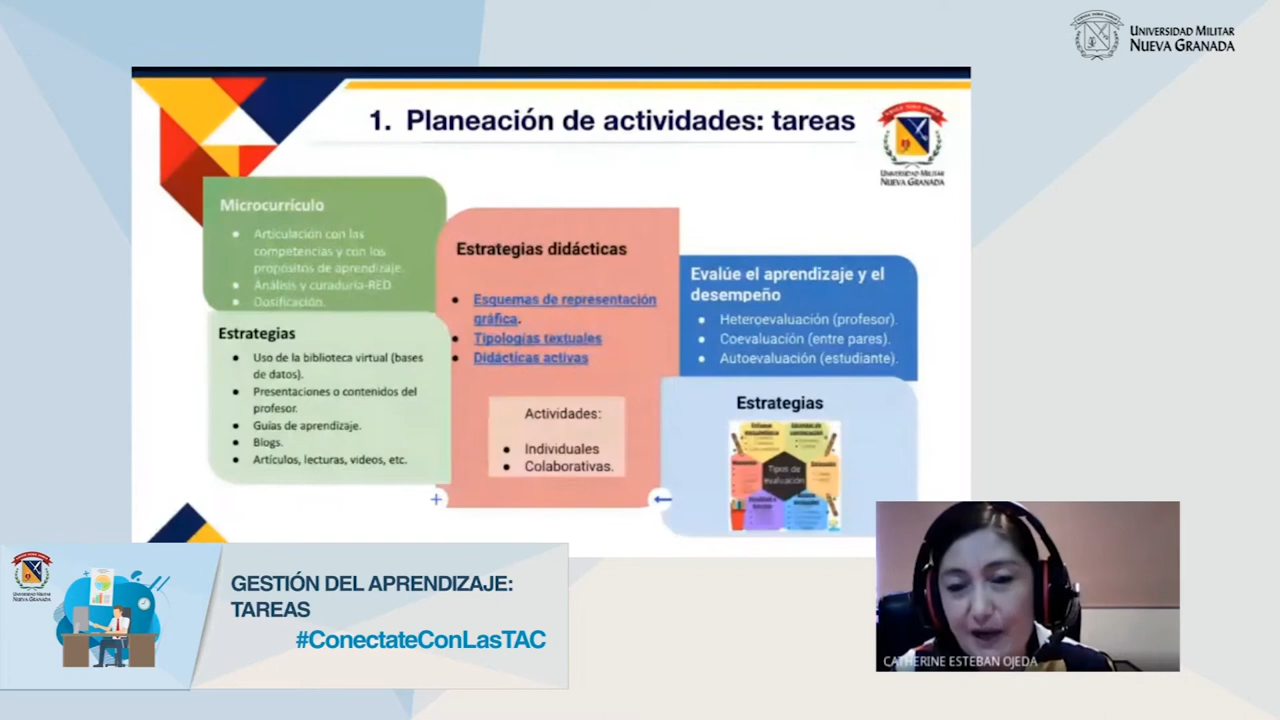 UNIVERSIDAD MILITAR
NUEVA GRANADA
1. Planeación de actividades: tareas
UNIVERSIDAD MILITAR
NUEVA GRANADA
Microcurrículo
• Articulación con las
competencias y con los
propósitos de aprendizaje.
• Análisis y curaduría-RED
• Dosificación.
Estrategias
• Uso de la biblioteca virtual (bases
de datos).
• Presentaciones o contenidos del
profesor.
• Guías de aprendizaje.
• Blogs.
• Artículos, lecturas, videos, etc.
Estrategias didácticas
• Esquemas de representación
gráfica.
• Tipologías textuales
• Didácticas activas
Actividades:
• Individuales
• Colaborativas.
Evalúe el aprendizaje y el
desempeño
• Heteroevaluación (profesor).
• Coevaluación (entre pares).
• Autoevaluación (estudiante).
Estrategias
Tipos de
evaluación
UNIVERSIDAD MILITAR
NUEVA GRANADA
GESTIÓN DEL APRENDIZAJE:
TAREAS
#ConectateConLasTAC
CATHERINE ESTEBAN OJEDA